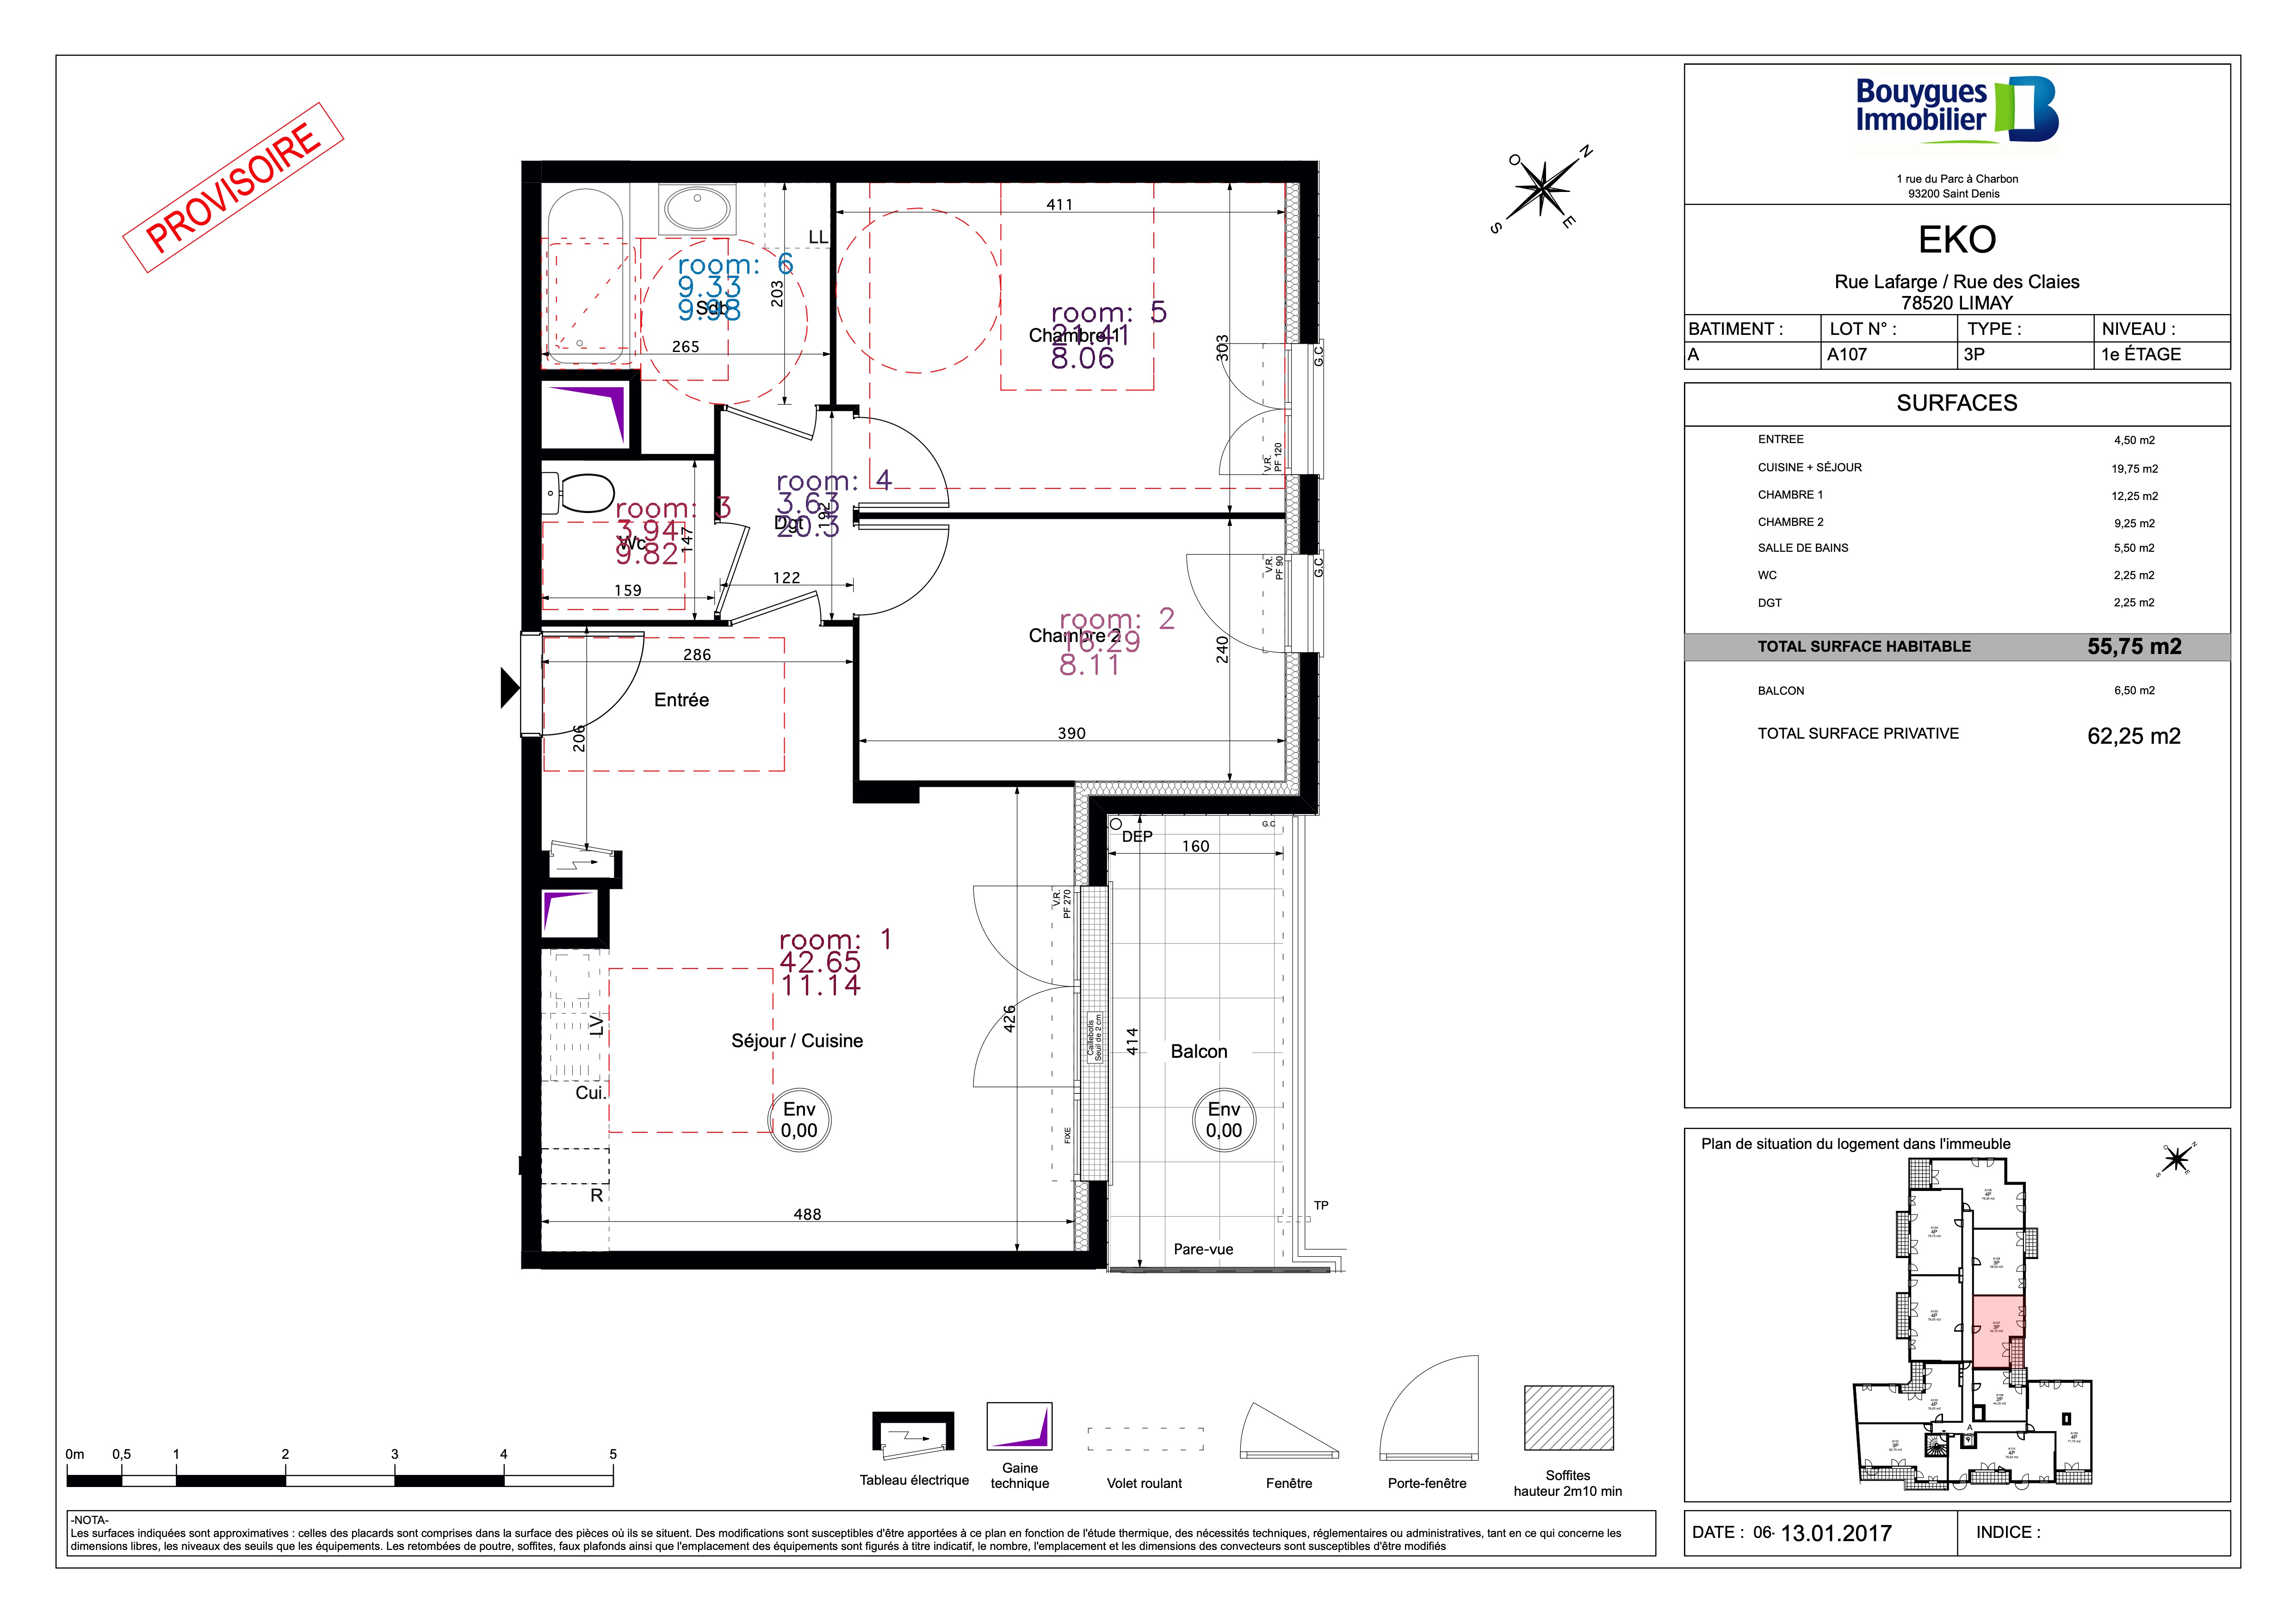 PROVISOIRE
O
N
S
E
411
LL
room: 6
9.33
9.98
Sdb
203
265
room: 5
21.41
Chambre 1
8.06
303
G.C
V.R.
PF 120
room: 3
3.94
Wc
9.82
147
159
room: 4
3.63
Dgt
20.3
192
122
V.R.
PF 90
G.C
room: 2
Chambre 2
16.29
8.11
240
390
286
Entrée
206
DEP
G.C
160
V.R.
PF 270
room: 1
42.65
11.14
LV
426
Séjour / Cuisine
Caillebotis
Seuil de 2 cm
414
Balcon
Cui.
Env
0,00
Env
0,00
FIXE
R
488
TP
Pare-vue
0m 0,5 1 2 3 4 5
Tableau électrique
Gaine
technique
Volet roulant
Fenêtre
Porte-fenêtre
Soffites
hauteur 2m10 min
-NOTA-
Les surfaces indiquées sont approximatives : celles des placards sont comprises dans la surface des pièces où ils se situent. Des modifications sont susceptibles d'être apportées à ce plan en fonction de l'étude thermique, des nécessités techniques, réglementaires ou administratives, tant en ce qui concerne les
dimensions libres, les niveaux des seuils que les équipements. Les retombées de poutre, soffites, faux plafonds ainsi que l'emplacement des équipements sont figurés à titre indicatif, le nombre, l'emplacement et les dimensions des convecteurs sont susceptibles d'être modifiés
Bouygues
Immobilier
1 rue du Parc à Charbon
93200 Saint Denis
EKO
Rue Lafarge / Rue des Claies
78520 LIMAY
BATIMENT : LOT N° : TYPE : NIVEAU :
A A107 3P 1e ÉTAGE
SURFACES
ENTREE 4,50 m2
CUISINE + SÉJOUR 19,75 m2
CHAMBRE 1 12,25 m2
CHAMBRE 2 9,25 m2
SALLE DE BAINS 5,50 m2
WC 2,25 m2
DGT 2,25 m2
TOTAL SURFACE HABITABLE 55,75 m2
BALCON 6,50 m2
TOTAL SURFACE PRIVATIVE 62,25 m2
Plan de situation du logement dans l'immeuble
O
N
S
E
4P
4P
3P
4P
3P
4P
2P
A
3P
4P
4P
DATE : 06- 13.01.2017 INDICE :